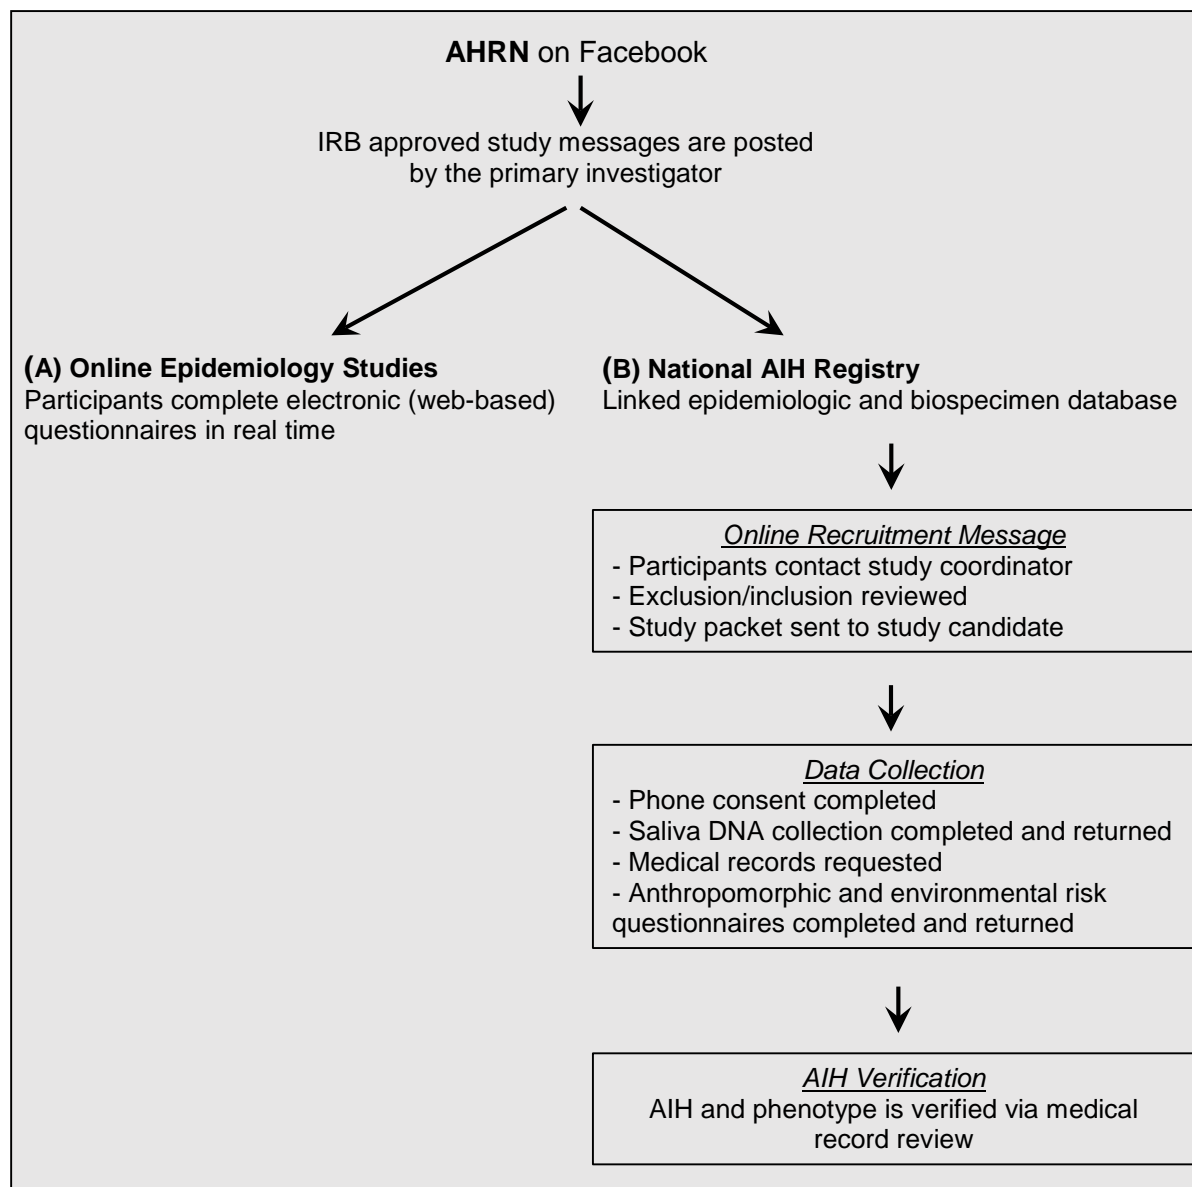 AHRN on Facebook
IRB approved study messages are posted
by the primary investigator
(A) Online Epidemiology Studies
Participants complete electronic (web-based)
questionnaires in real time
(B) National AIH Registry
Linked epidemiologic and biospecimen database
Online Recruitment Message
- Participants contact study coordinator
- Exclusion/inclusion reviewed
- Study packet sent to study candidate
Data Collection
- Phone consent completed
- Saliva DNA collection completed and returned
- Medical records requested
- Anthropomorphic and environmental risk
questionnaires completed and returned
AIH Verification
AIH and phenotype is verified via medical
record review